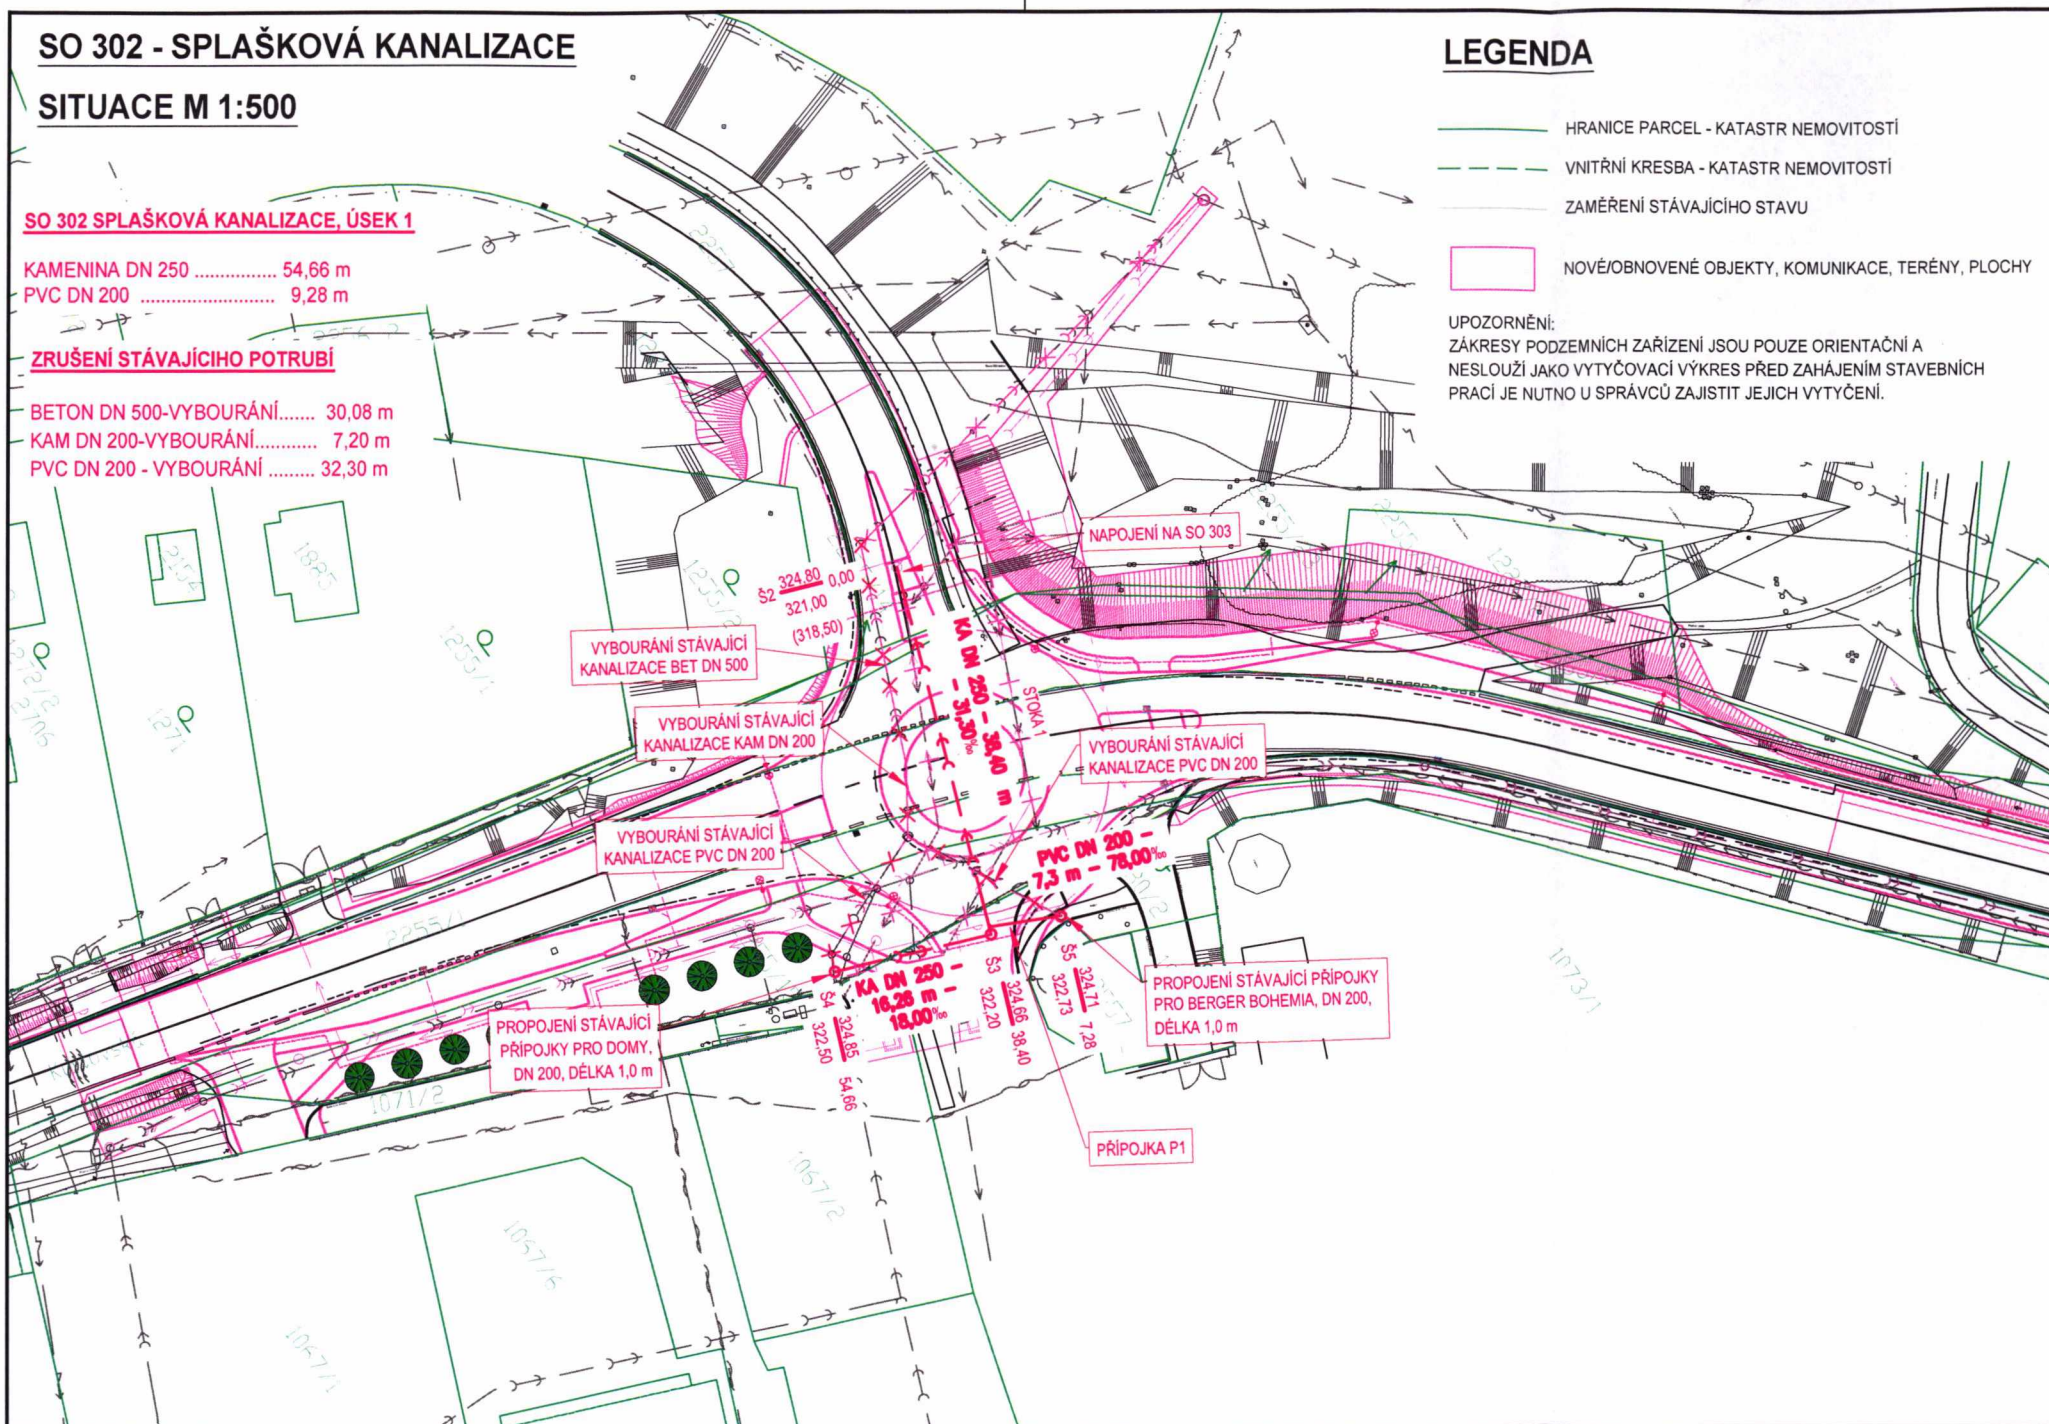 SO 302 - SPLAŠKOVÁ KANALIZACE
SITUACE M 1:500
SO 302 SPLAŠKOVÁ KANALIZACE, ÚSEK 1
KAMENINA DN 250 ................ 54,66 m
PVC DN 200 .......................... 9,28 m
ZRUŠENÍ STÁVAJÍCIHO POTRUBÍ
BETON DN 500-VYBOURÁNÍ....... 30,08 m
KAM DN 200-VYBOURÁNÍ............ 7,20 m
PVC DN 200 - VYBOURÁNÍ ......... 32,30 m
LEGENDA
HRANICE PARCEL - KATASTR NEMOVITOSTÍ
VNITŘNÍ KRESBA - KATASTR NEMOVITOSTÍ
ZAMĚŘENÍ STÁVAJÍCÍHO STAVU
NOVÉ/OBNOVENÉ OBJEKTY, KOMUNIKACE, TERÉNY, PLOCHY
UPOZORNĚNÍ:
ZÁKRESY PODZEMNÍCH ZAŘÍZENÍ JSOU POUZE ORIENTAČNÍ A
NESLOUŽÍ JAKO VYTYČOVACÍ VÝKRES PŘED ZAHÁJENÍM STAVEBNÍCH
PRACÍ JE NUTNO U SPRÁVCŮ ZAJISTIT JEJICH VYTYČENÍ.
NAPOJENÍ NA SO 303
Š2 324,80 0,00
321,00
(318,50)
VYBOURÁNÍ STÁVAJÍCÍ
KANALIZACE BET DN 500
VYBOURÁNÍ STÁVAJÍCÍ
KANALIZACE KAM DN 200
KA DN 250 - 38,40 m
- 31,30‰
STOKA 1
VYBOURÁNÍ STÁVAJÍCÍ
KANALIZACE PVC DN 200
VYBOURÁNÍ STÁVAJÍCÍ
KANALIZACE PVC DN 200
PVC DN 200 -
7,3 m - 78,00‰
KA DN 250 -
16,26 m -
18,00‰
Š3 324,66 38,40
322,20
Š5 324,71 7,28
322,73
Š4 324,85 54,66
322,50
PROPOJENÍ STÁVAJÍCÍ
PŘÍPOJKY PRO DOMY,
DN 200, DÉLKA 1,0 m
PROPOJENÍ STÁVAJÍCÍ PŘÍPOJKY
PRO BERGER BOHEMIA, DN 200,
DÉLKA 1,0 m
PŘÍPOJKA P1
2257
2154
1885
1255/1
1271
1272/2
2706
2255/1
1071/2
1073/1
1067/2
1067/6
1067/1